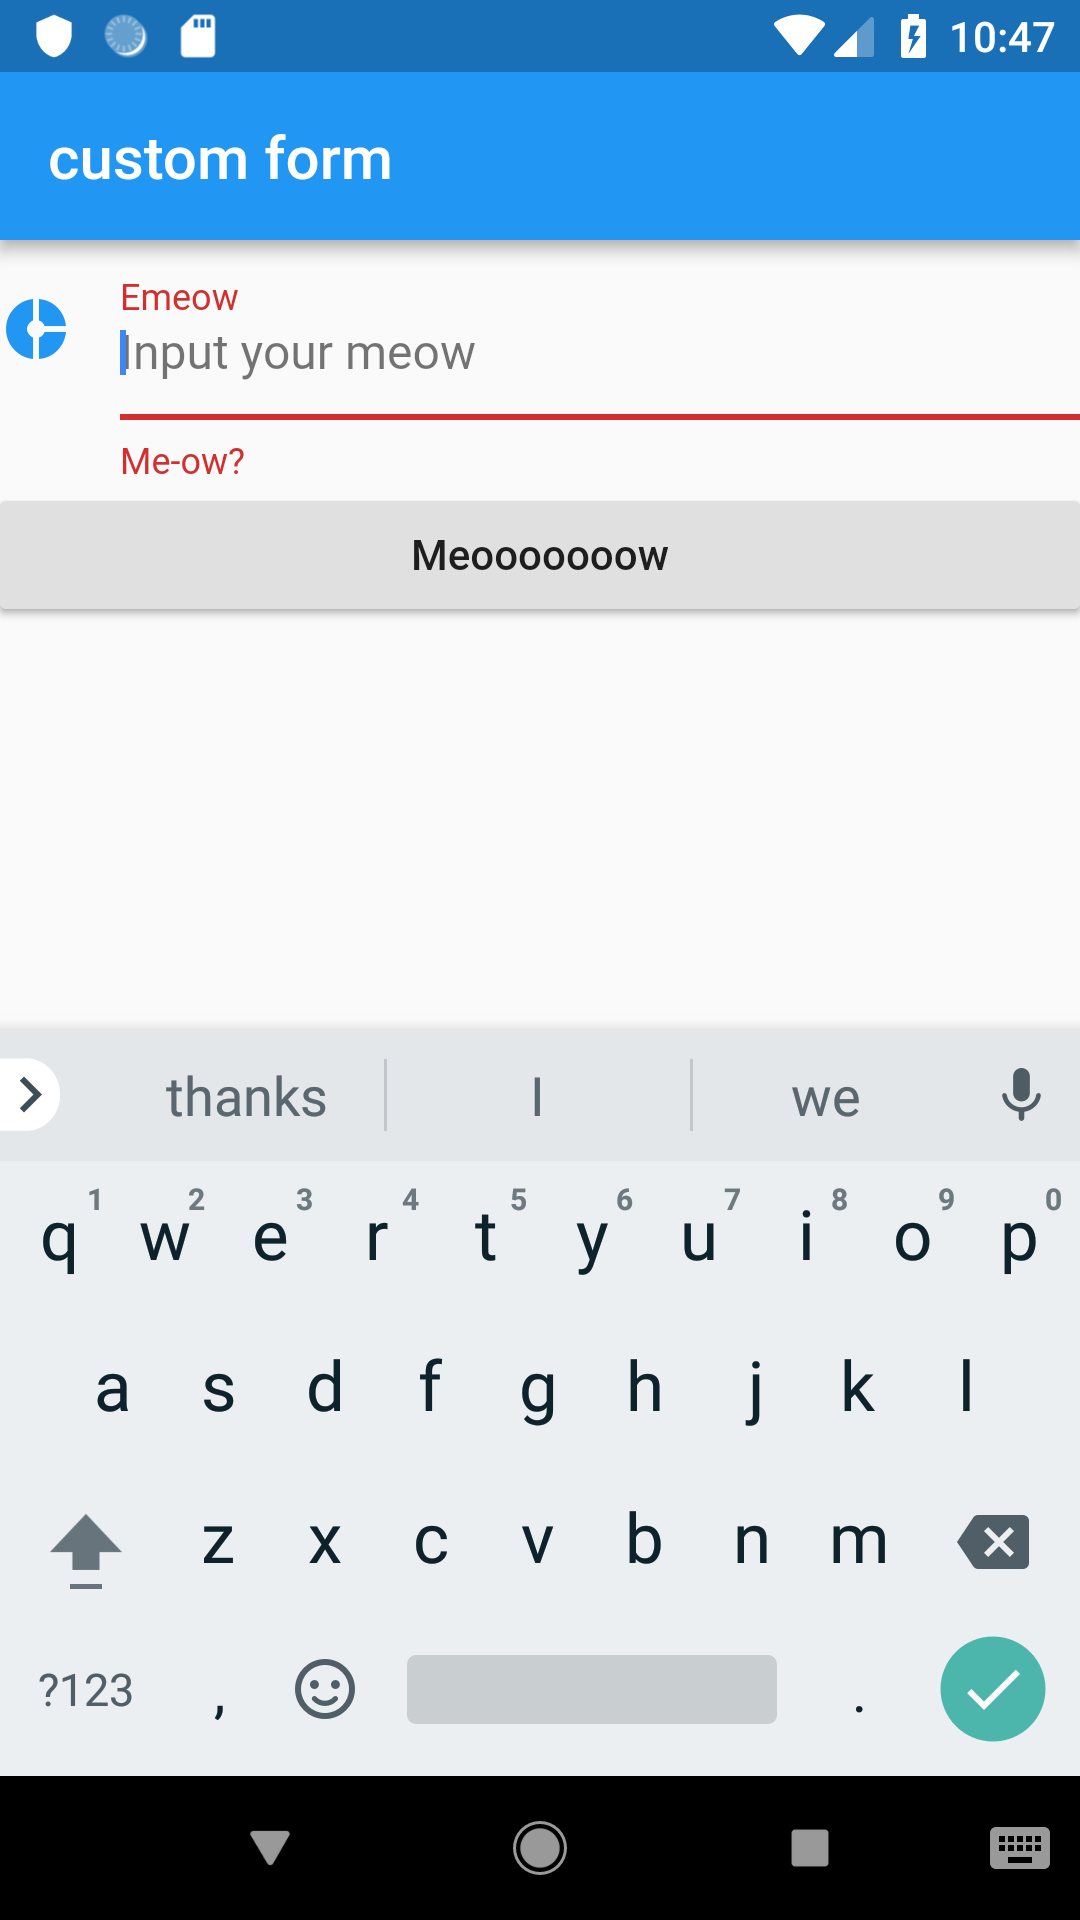 10:47
custom form
Emeow
Input your meow
Me-ow?
Meooooooow
thanks I we
1 2 3 4 5 6 7 8 9 0
q w e r t y u i o p
a s d f g h j k l
z x c v b n m
?123 , .